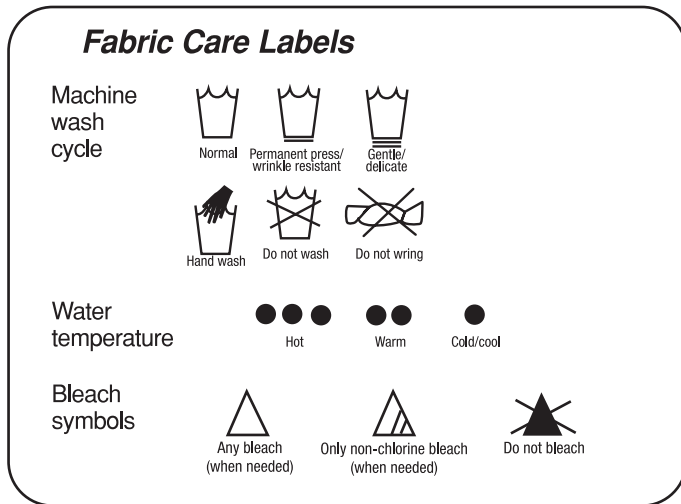 Fabric Care Labels
Machine
wash
cycle
Normal
Permanent press/
wrinkle resistant
Gentle/
delicate
Hand wash
Do not wash
Do not wring
Water
temperature
Hot
Warm
Cold/cool
Bleach
symbols
Any bleach
(when needed)
Only non-chlorine bleach
(when needed)
Do not bleach